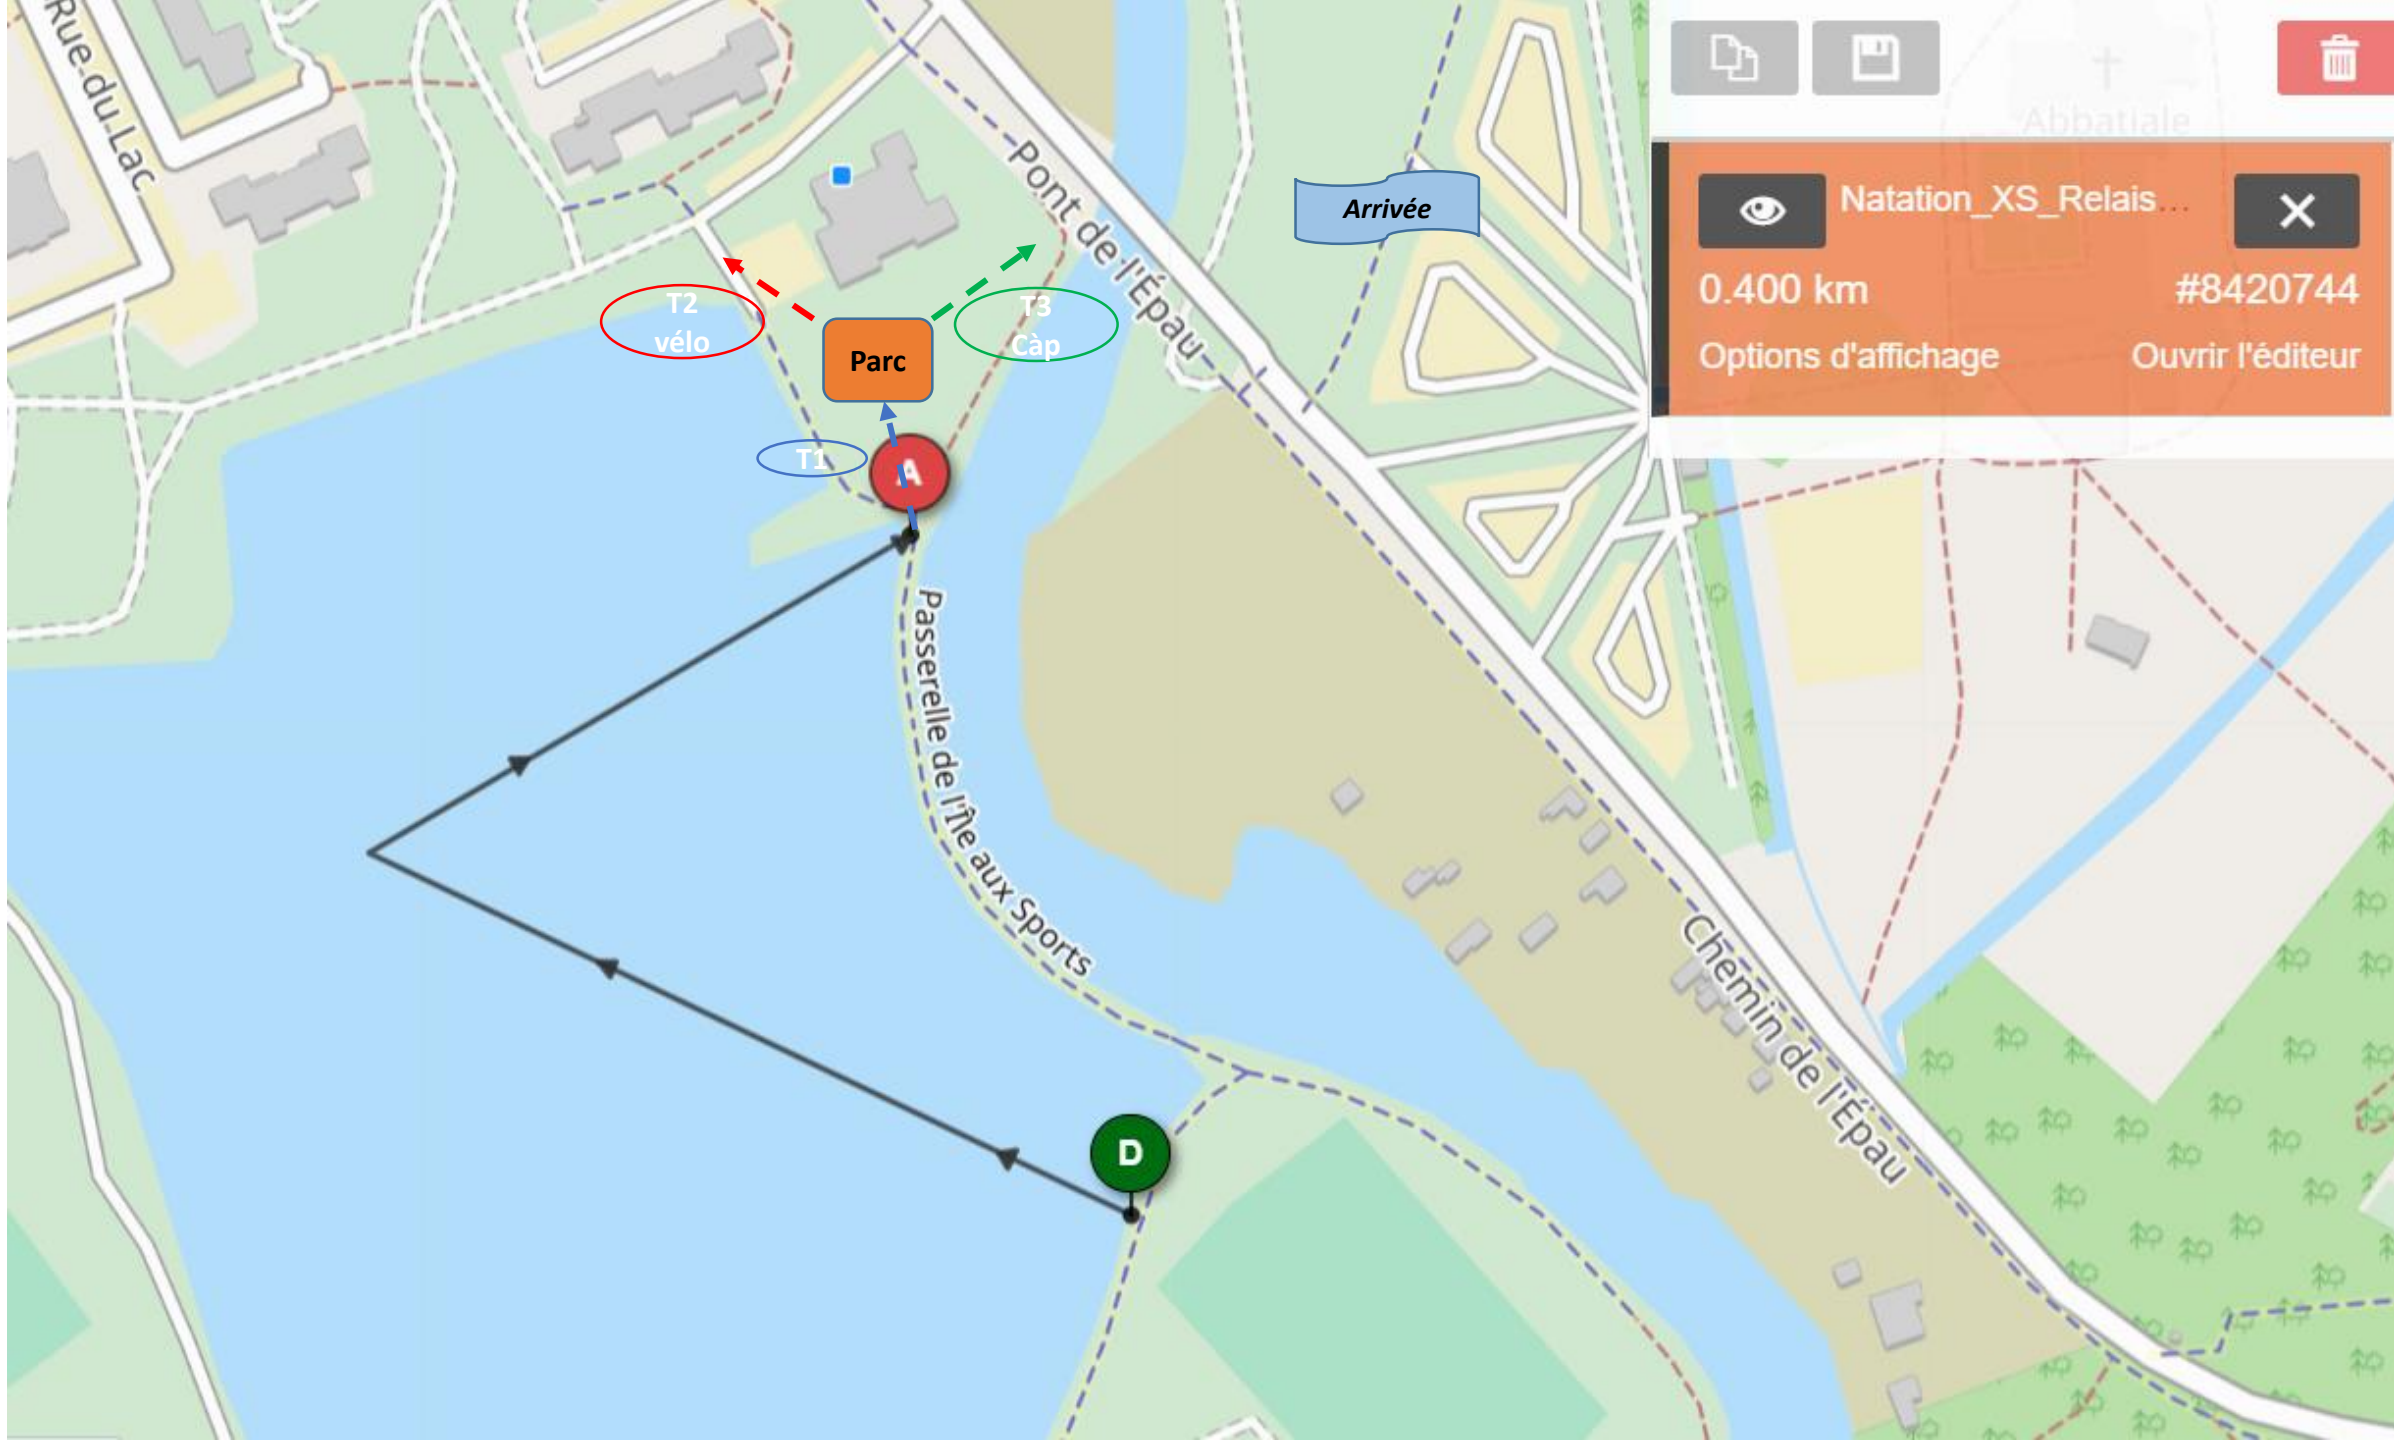 Rue du Lac
Pont de l'Épau
Abbatiale
Arrivée
Natation_XS_Relais...
0.400 km
#8420744
Options d'affichage
Ouvrir l'éditeur
T2
vélo
T3
Càp
Parc
T1
A
Passerelle de l'Île aux Sports
Chemin de l'Épau
D